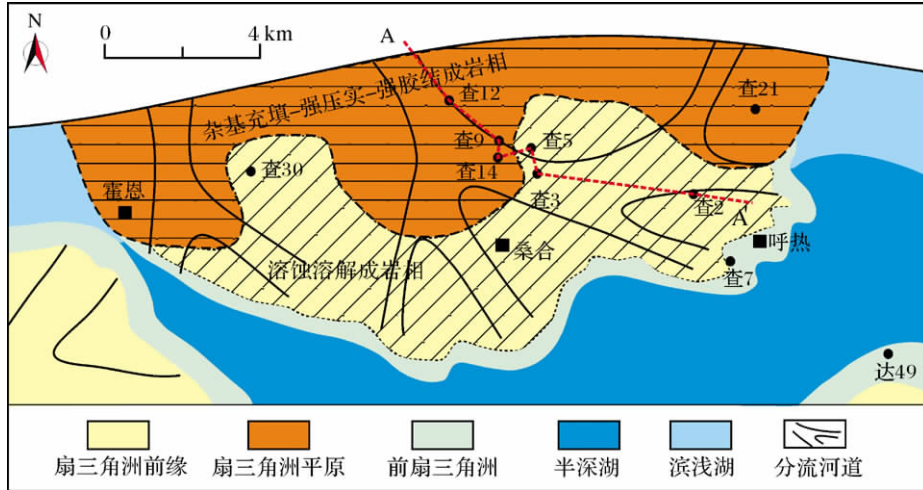 N
0 4 km
A
杂基充填-强压实-强胶结成岩相
查12
查21
查9
查5
查14
查30
查3
霍恩
查2
A'
桑合
呼热
查7
溶蚀溶解成岩相
达49
扇三角洲前缘
扇三角洲平原
前扇三角洲
半深湖
滨浅湖
分流河道